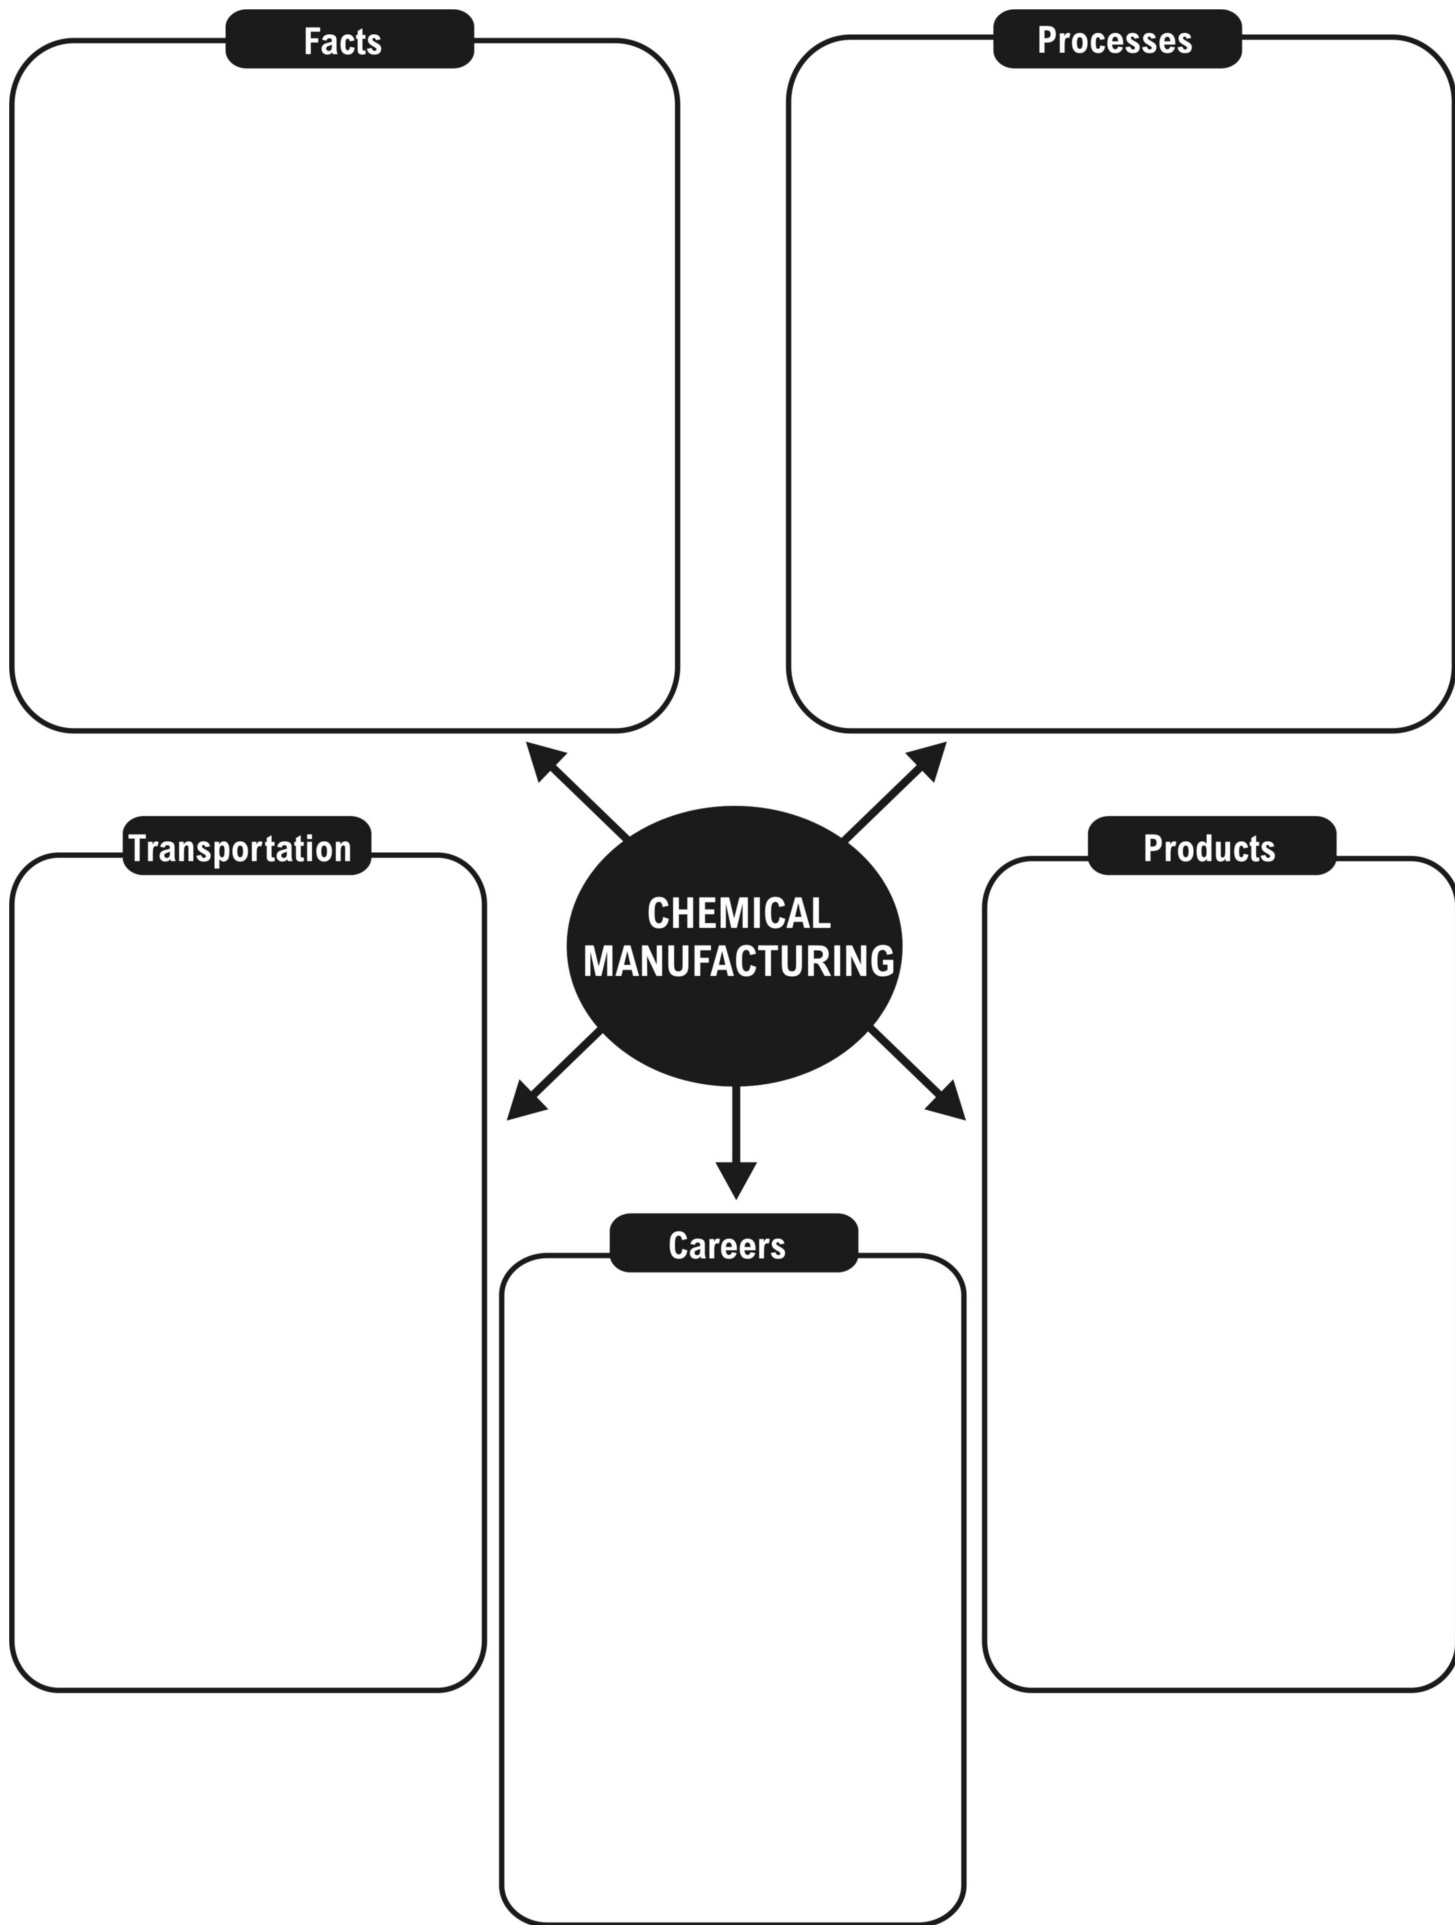 Facts
Processes
Transportation
CHEMICAL
MANUFACTURING
Products
Careers